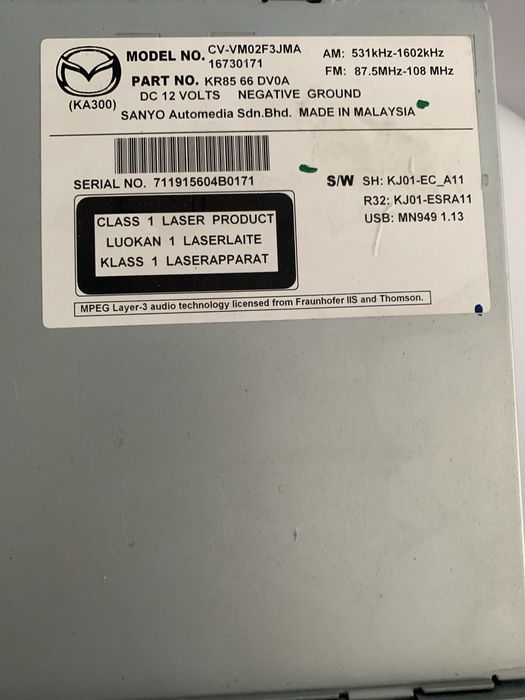 MODEL NO. CV-VM02F3JMA
16730171
PART NO. KR85 66 DV0A
(KA300)
DC 12 VOLTS NEGATIVE GROUND
SANYO Automedia Sdn.Bhd. MADE IN MALAYSIA
AM: 531kHz-1602kHz
FM: 87.5MHz-108 MHz
SERIAL NO. 711915604B0171
S/W SH: KJ01-EC_A11
R32: KJ01-ESRA11
USB: MN949 1.13
CLASS 1 LASER PRODUCT
LUOKAN 1 LASERLAITE
KLASS 1 LASERAPPARAT
MPEG Layer-3 audio technology licensed from Fraunhofer IIS and Thomson.